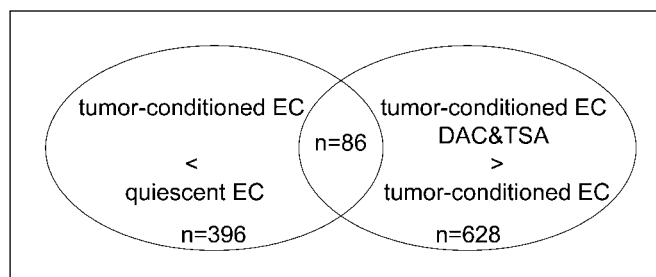 tumor-conditioned EC
<
quiescent EC
n=396
n=86
tumor-conditioned EC
DAC&TSA
>
tumor-conditioned EC
n=628